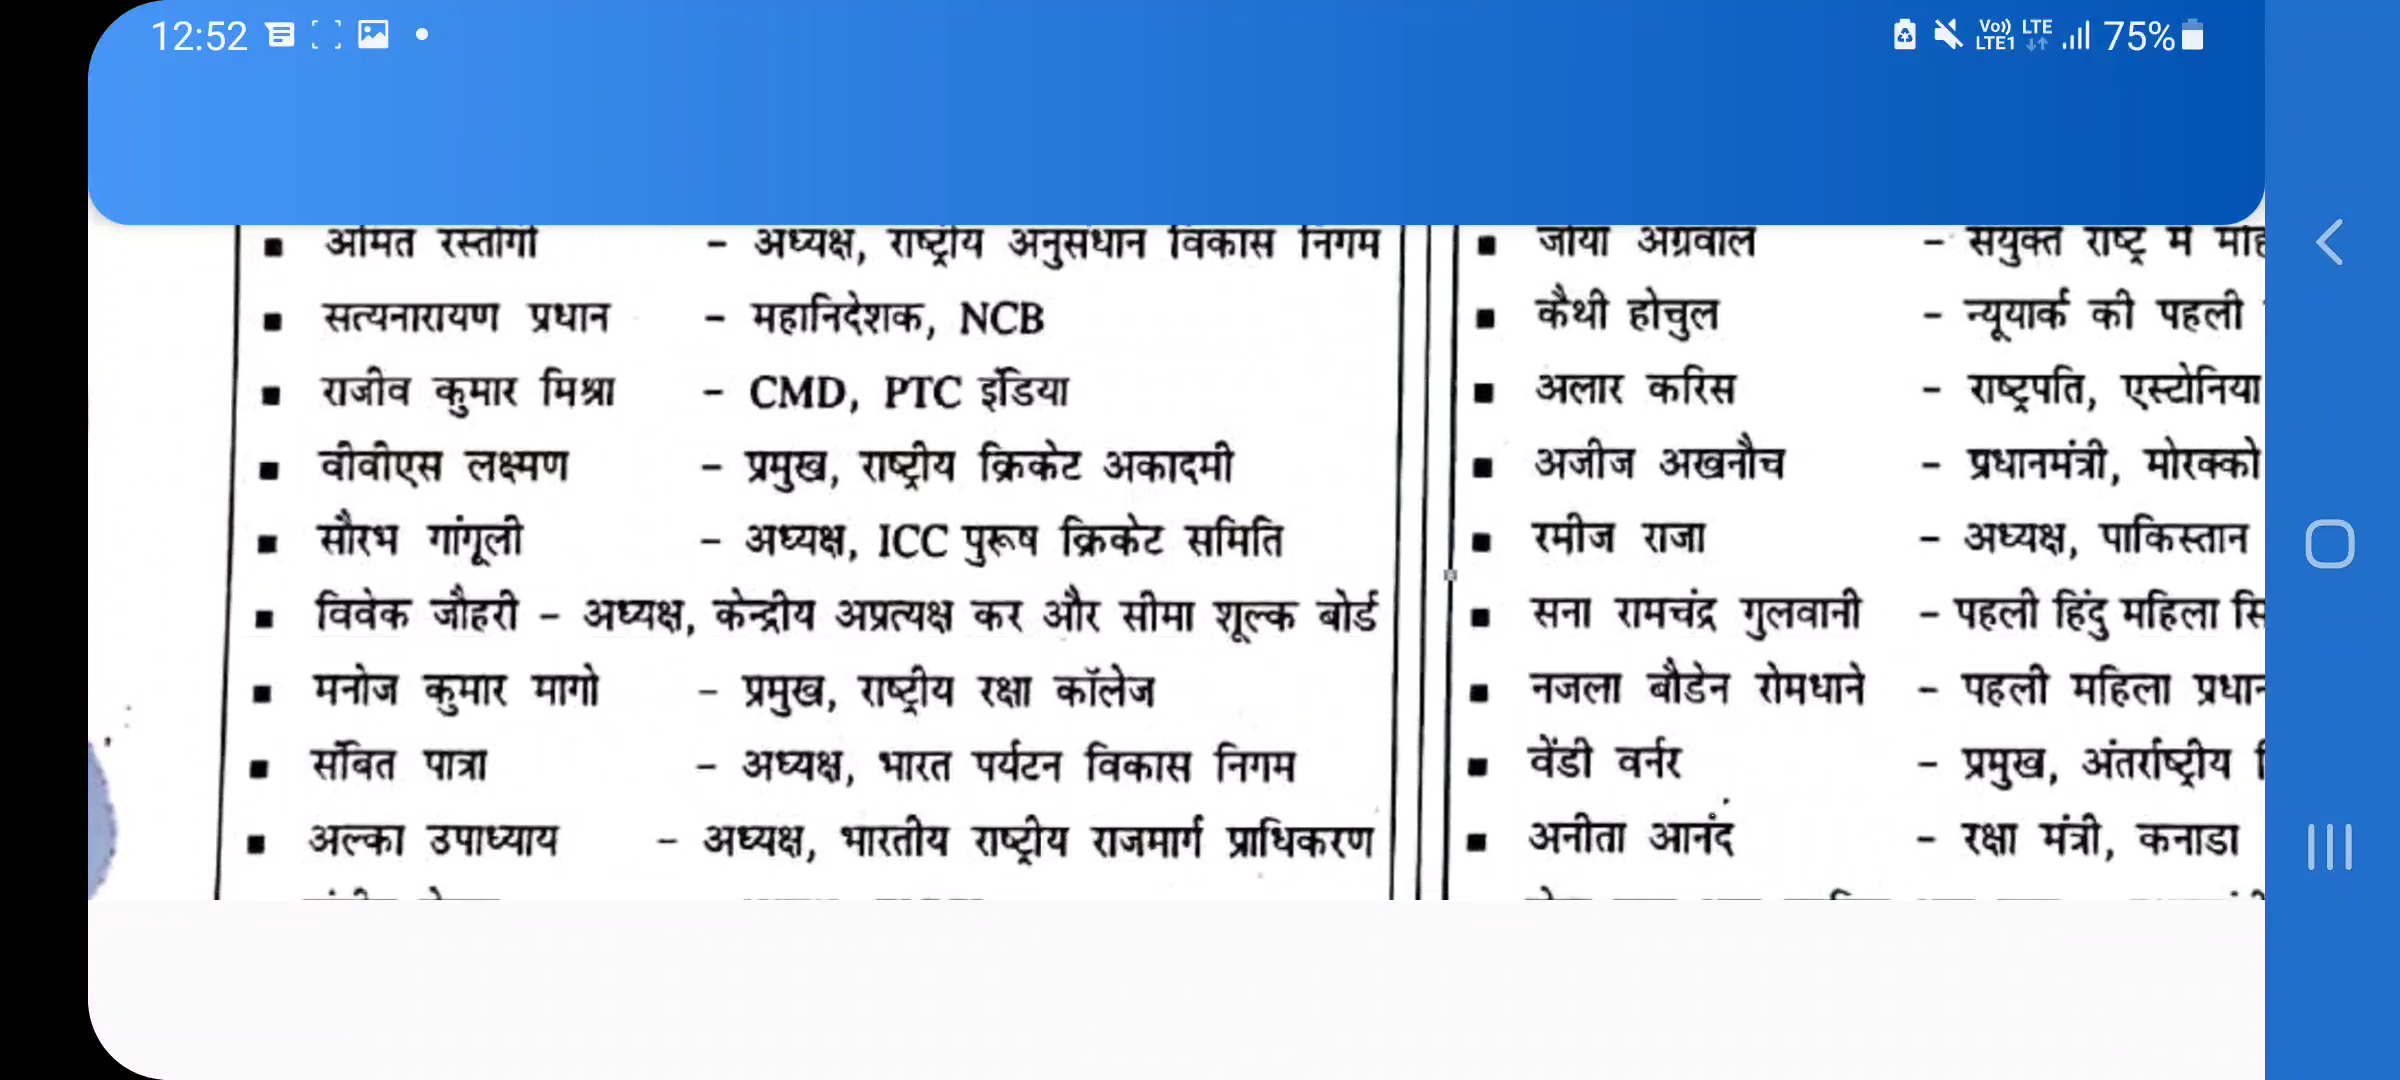 12:52
Vo)) LTE
LTE1
75%
अमित रस्तोगी – अध्यक्ष, राष्ट्रीय अनुसंधान विकास निगम
सत्यनारायण प्रधान – महानिदेशक, NCB
राजीव कुमार मिश्रा – CMD, PTC इंडिया
वीवीएस लक्ष्मण – प्रमुख, राष्ट्रीय क्रिकेट अकादमी
सौरभ गांगूली – अध्यक्ष, ICC पुरूष क्रिकेट समिति
विवेक जौहरी – अध्यक्ष, केन्द्रीय अप्रत्यक्ष कर और सीमा शूल्क बोर्ड
मनोज कुमार मागो – प्रमुख, राष्ट्रीय रक्षा कॉलेज
संबित पात्रा – अध्यक्ष, भारत पर्यटन विकास निगम
अल्का उपाध्याय – अध्यक्ष, भारतीय राष्ट्रीय राजमार्ग प्राधिकरण
जोया अग्रवाल – संयुक्त राष्ट्र में
कैथी होचुल – न्यूयार्क की पहली
अलार करिस – राष्ट्रपति, एस्टोनिया
अजीज अखनौच – प्रधानमंत्री, मोरक्को
रमीज राजा – अध्यक्ष, पाकिस्तान
सना रामचंद्र गुलवानी – पहली हिंदु महिला
नजला बौडेन रोमधाने – पहली महिला
वेंडी वर्नर – प्रमुख, अंतर्राष्ट्रीय
अनीता आनंद – रक्षा मंत्री, कनाडा